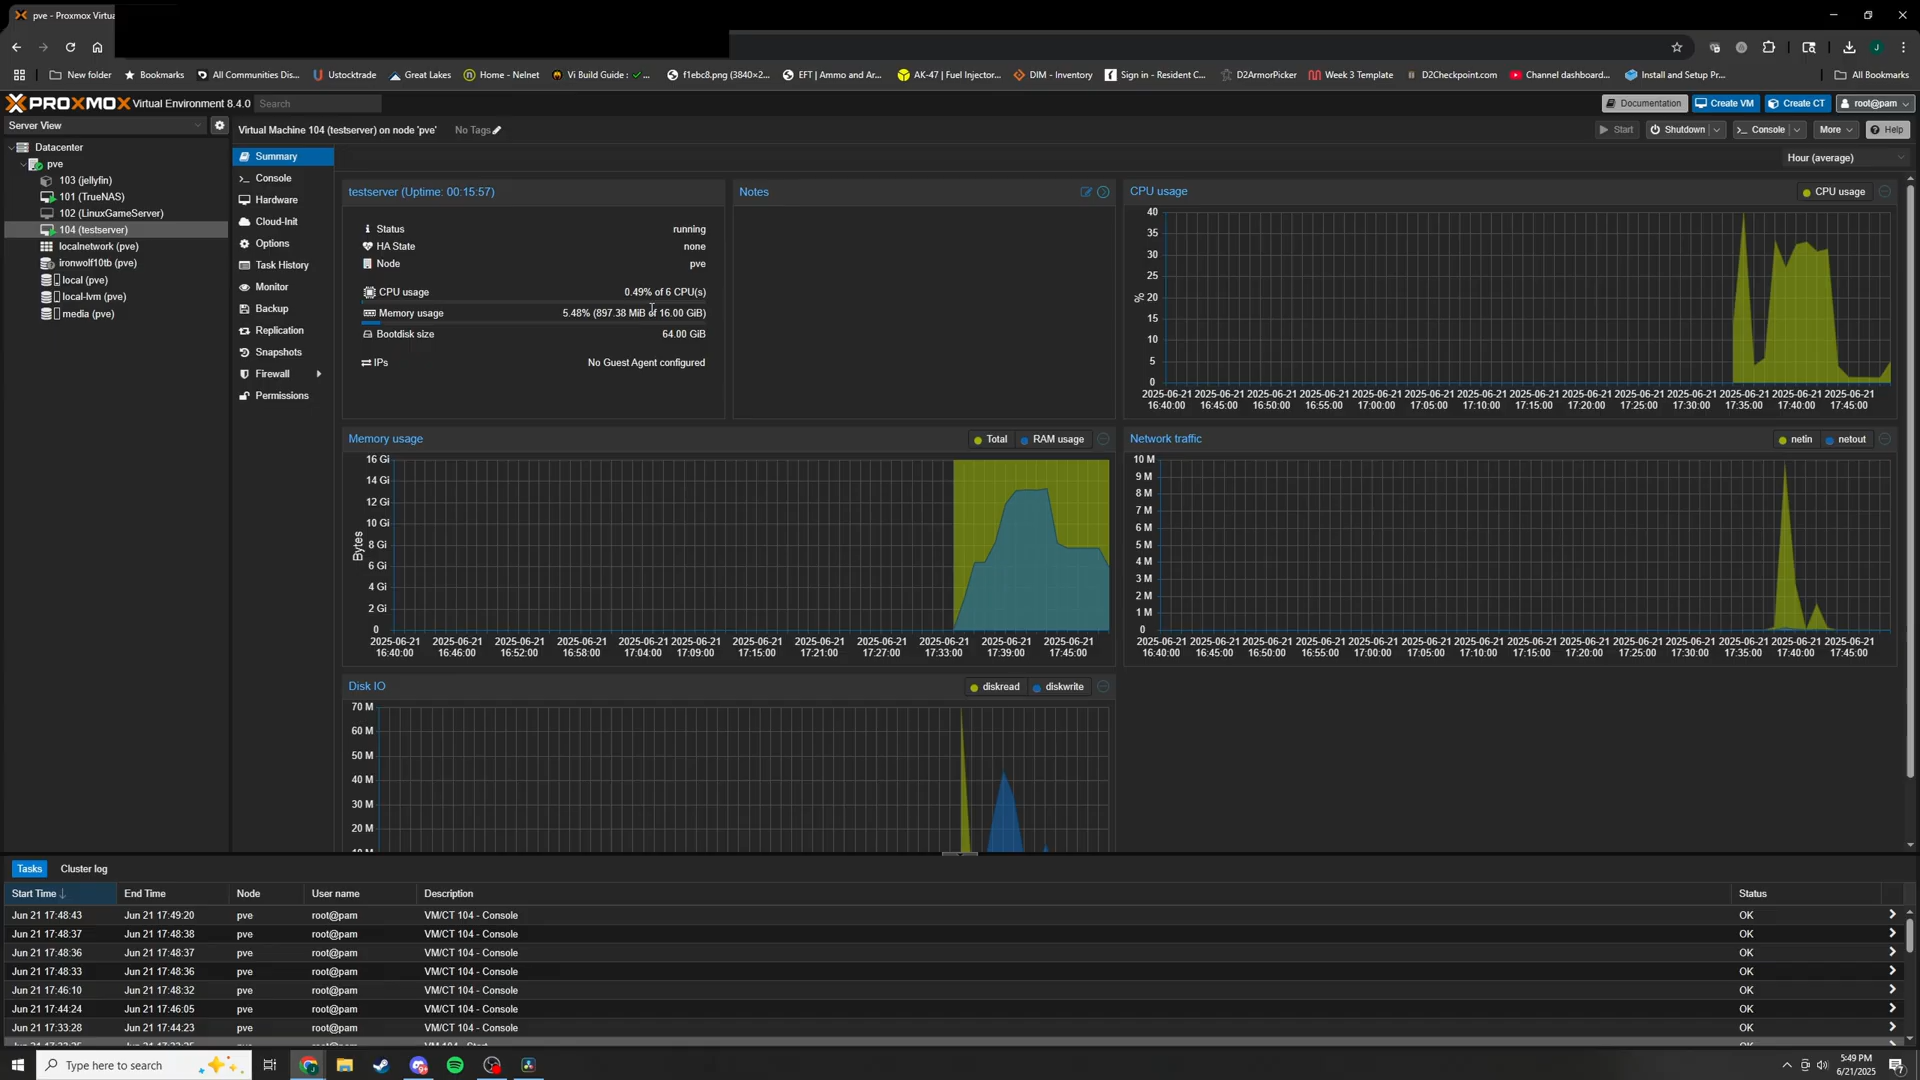 pve - Proxmox Virtua
New folder
Bookmarks
All Communities Dis...
Ustocktrade
Great Lakes
Home - Nelnet
Vi Build Guide : ✓ ...
f1ebc8.png (3840×2...
EFT | Ammo and Ar...
AK-47 | Fuel Injector...
DIM - Inventory
Sign in - Resident C...
D2ArmorPicker
Week 3 Template
D2Checkpoint.com
Channel dashboard...
Install and Setup Pr...
All Bookmarks
PROXMOX Virtual Environment 8.4.0
Search
Documentation
Create VM
Create CT
root@pam
Server View
Virtual Machine 104 (testserver) on node 'pve'
No Tags
Start
Shutdown
Console
More
Help
Datacenter
pve
103 (jellyfin)
101 (TrueNAS)
102 (LinuxGameServer)
104 (testserver)
localnetwork (pve)
ironwolf10tb (pve)
local (pve)
local-lvm (pve)
media (pve)
Summary
Console
Hardware
Cloud-Init
Options
Task History
Monitor
Backup
Replication
Snapshots
Firewall
Permissions
Hour (average)
testserver (Uptime: 00:15:57)
Status running
HA State none
Node pve
CPU usage 0.49% of 6 CPU(s)
Memory usage 5.48% (897.38 MiB of 16.00 GiB)
Bootdisk size 64.00 GiB
IPs No Guest Agent configured
Notes
CPU usage
CPU usage
40
35
30
25
20
15
10
5
0
%
2025-06-21 2025-06-21 2025-06-21 2025-06-21 2025-06-21 2025-06-21 2025-06-21 2025-06-21 2025-06-21 2025-06-21 2025-06-21 2025-06-21 2025-06-21 2025-06-21
16:40:00 16:45:00 16:50:00 16:55:00 17:00:00 17:05:00 17:10:00 17:15:00 17:20:00 17:25:00 17:30:00 17:35:00 17:40:00 17:45:00
Memory usage
Total
RAM usage
16 Gi
14 Gi
12 Gi
10 Gi
8 Gi
6 Gi
4 Gi
2 Gi
0
Bytes
2025-06-21 2025-06-21 2025-06-21 2025-06-21 2025-06-21 2025-06-21 2025-06-21 2025-06-21 2025-06-21 2025-06-21 2025-06-21 2025-06-21
16:40:00 16:46:00 16:52:00 16:58:00 17:04:00 17:09:00 17:15:00 17:21:00 17:27:00 17:33:00 17:39:00 17:45:00
Network traffic
netin
netout
10 M
9 M
8 M
7 M
6 M
5 M
4 M
3 M
2 M
1 M
0
2025-06-21 2025-06-21 2025-06-21 2025-06-21 2025-06-21 2025-06-21 2025-06-21 2025-06-21 2025-06-21 2025-06-21 2025-06-21 2025-06-21 2025-06-21 2025-06-21
16:40:00 16:45:00 16:50:00 16:55:00 17:00:00 17:05:00 17:10:00 17:15:00 17:20:00 17:25:00 17:30:00 17:35:00 17:40:00 17:45:00
Disk IO
diskread
diskwrite
70 M
60 M
50 M
40 M
30 M
20 M
10 M
Tasks
Cluster log
Start Time End Time Node User name Description Status
Jun 21 17:48:43 Jun 21 17:49:20 pve root@pam VM/CT 104 - Console OK
Jun 21 17:48:37 Jun 21 17:48:38 pve root@pam VM/CT 104 - Console OK
Jun 21 17:48:36 Jun 21 17:48:37 pve root@pam VM/CT 104 - Console OK
Jun 21 17:48:33 Jun 21 17:48:36 pve root@pam VM/CT 104 - Console OK
Jun 21 17:46:10 Jun 21 17:48:32 pve root@pam VM/CT 104 - Console OK
Jun 21 17:44:24 Jun 21 17:46:05 pve root@pam VM/CT 104 - Console OK
Jun 21 17:33:28 Jun 21 17:44:23 pve root@pam VM/CT 104 - Console OK
Type here to search
5:49 PM
6/21/2025